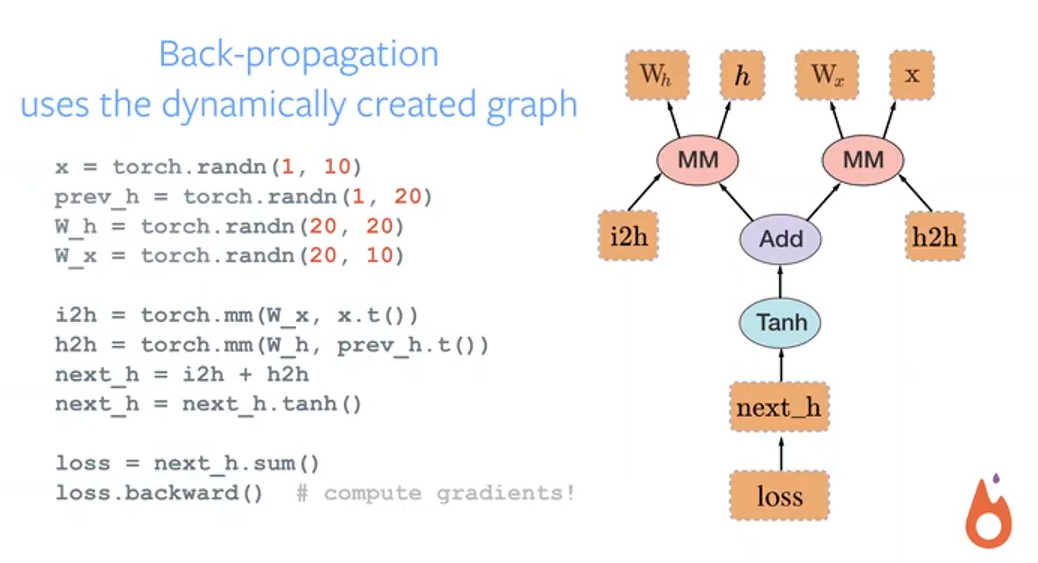 Back-propagation
uses the dynamically created graph
x = torch.randn(1, 10)
prev_h = torch.randn(1, 20)
W_h = torch.randn(20, 20)
W_x = torch.randn(20, 10)
i2h = torch.mm(W_x, x.t())
h2h = torch.mm(W_h, prev_h.t())
next_h = i2h + h2h
next_h = next_h.tanh()
loss = next_h.sum()
loss.backward()  # compute gradients!
Wₕ h Wₓ x
MM MM
i2h Add h2h
Tanh
next_h
loss